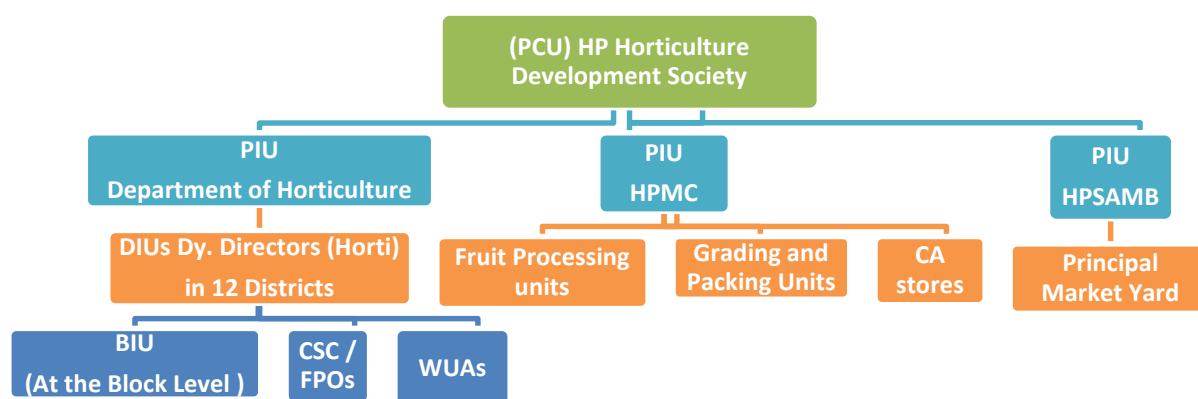 (PCU) HP Horticulture
Development Society
PIU
Department of Horticulture
PIU
HPMC
PIU
HPSAMB
DIUs Dy. Directors (Horti)
in 12 Districts
Fruit Processing
units
Grading and
Packing Units
CA
stores
Principal
Market Yard
BIU
(At the Block Level )
CSC /
FPOs
WUAs